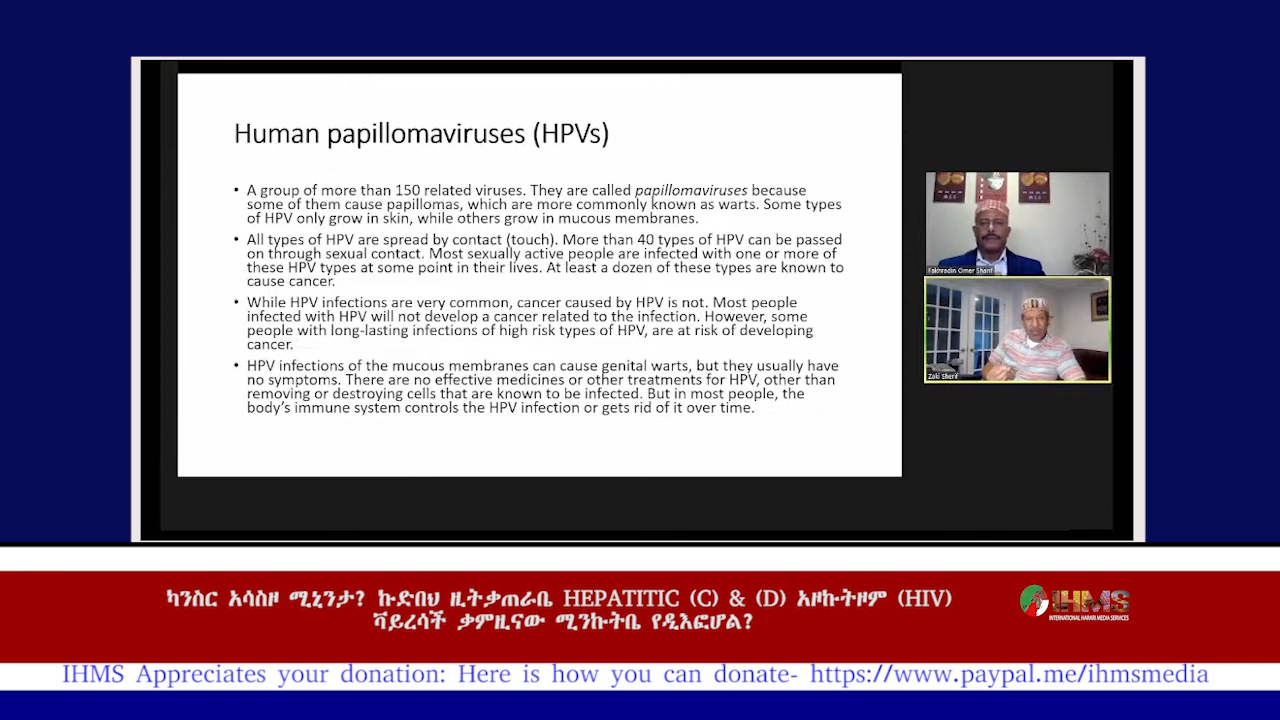 Human papillomaviruses (HPVs)
• A group of more than 150 related viruses. They are called papillomaviruses because
some of them cause papillomas, which are more commonly known as warts. Some types
of HPV only grow in skin, while others grow in mucous membranes.
• All types of HPV are spread by contact (touch). More than 40 types of HPV can be passed
on through sexual contact. Most sexually active people are infected with one or more of
these HPV types at some point in their lives. At least a dozen of these types are known to
cause cancer.
• While HPV infections are very common, cancer caused by HPV is not. Most people
infected with HPV will not develop a cancer related to the infection. However, some
people with long-lasting infections of high risk types of HPV, are at risk of developing
cancer.
• HPV infections of the mucous membranes can cause genital warts, but they usually have
no symptoms. There are no effective medicines or other treatments for HPV, other than
removing or destroying cells that are known to be infected. But in most people, the
body's immune system controls the HPV infection or gets rid of it over time.
Fakhradin Omer Sharif
Zaki Sherif
ካንስር አሳስዞ ሚኒንታ? ኩድበህ ዚትቃጠራቤ HEPATITIC (C) & (D) አዞኩትዞም (HIV)
ቫይረሳች ቃምዚናው ሚንኩትቤ የዲእፎሆል?
IHMS
INTERNATIONAL HARARI MEDIA SERVICES
IHMS Appreciates your donation: Here is how you can donate- https://www.paypal.me/ihmsmedia